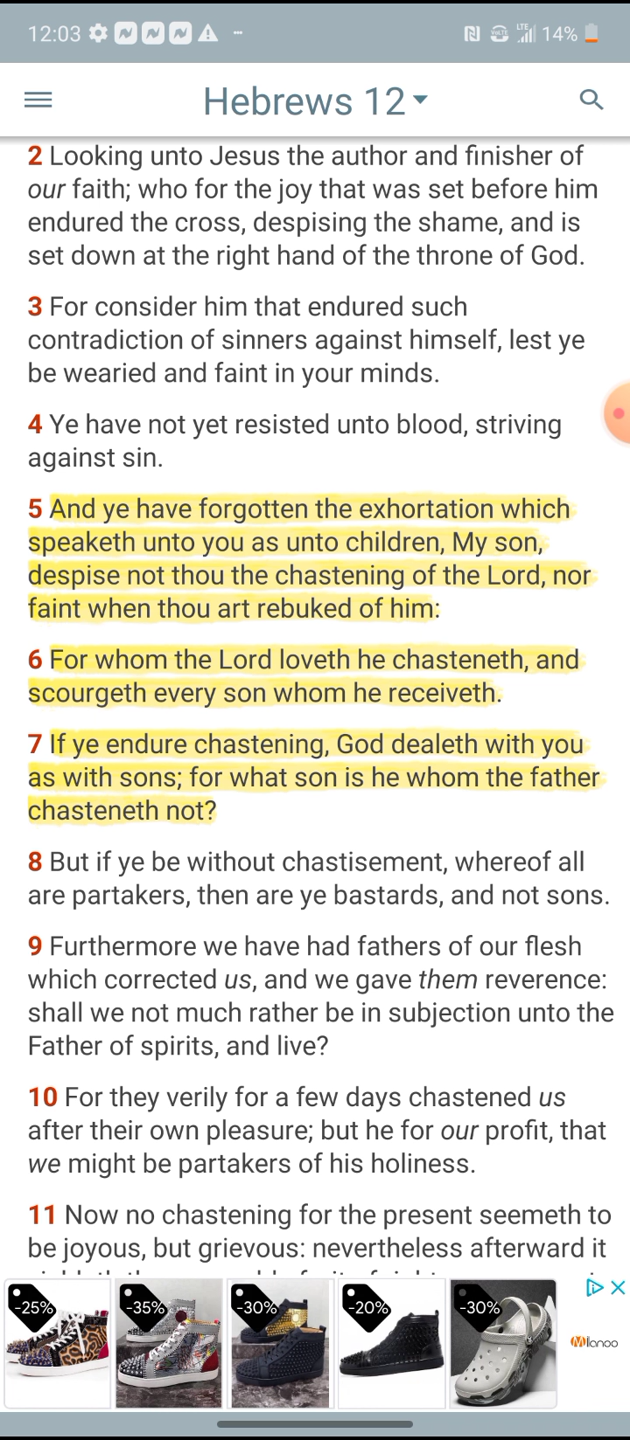 12:03
LTE 14%
Hebrews 12
2 Looking unto Jesus the author and finisher of
our faith; who for the joy that was set before him
endured the cross, despising the shame, and is
set down at the right hand of the throne of God.
3 For consider him that endured such
contradiction of sinners against himself, lest ye
be wearied and faint in your minds.
4 Ye have not yet resisted unto blood, striving
against sin.
5 And ye have forgotten the exhortation which
speaketh unto you as unto children, My son,
despise not thou the chastening of the Lord, nor
faint when thou art rebuked of him:
6 For whom the Lord loveth he chasteneth, and
scourgeth every son whom he receiveth.
7 If ye endure chastening, God dealeth with you
as with sons; for what son is he whom the father
chasteneth not?
8 But if ye be without chastisement, whereof all
are partakers, then are ye bastards, and not sons.
9 Furthermore we have had fathers of our flesh
which corrected us, and we gave them reverence:
shall we not much rather be in subjection unto the
Father of spirits, and live?
10 For they verily for a few days chastened us
after their own pleasure; but he for our profit, that
we might be partakers of his holiness.
11 Now no chastening for the present seemeth to
be joyous, but grievous: nevertheless afterward it
-25% -35% -30% -20% -30%
Milanoo